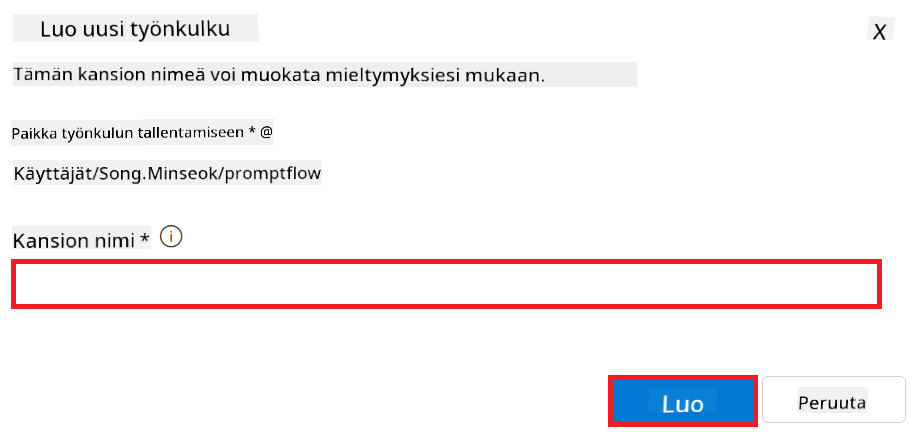 Luo uusi työnkulku
X
Tämän kansion nimeä voi muokata mieltymyksiesi mukaan.
Paikka työnkulun tallentamiseen * @
Käyttäjät/Song.Minseok/promptflow
Kansion nimi * i
Luo
Peruuta